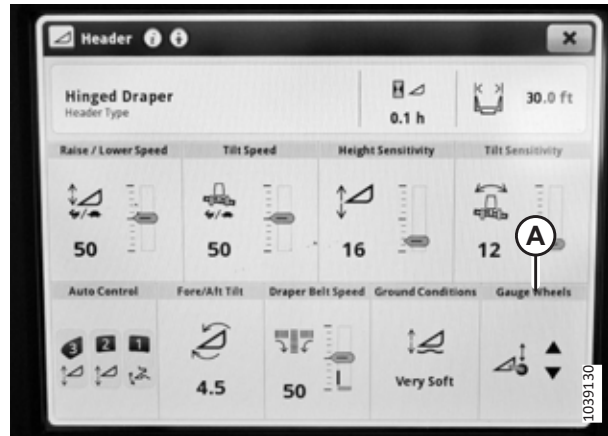 Header
Hinged Draper
Header Type
0.1 h
30.0 ft
Raise / Lower Speed
Tilt Speed
Height Sensitivity
Tilt Sensitivity
50
50
16
12
A
Auto Control
Fore/Aft Tilt
Draper Belt Speed
Ground Conditions
Gauge Wheels
3 2 1
4.5
50
Very Soft
1039130